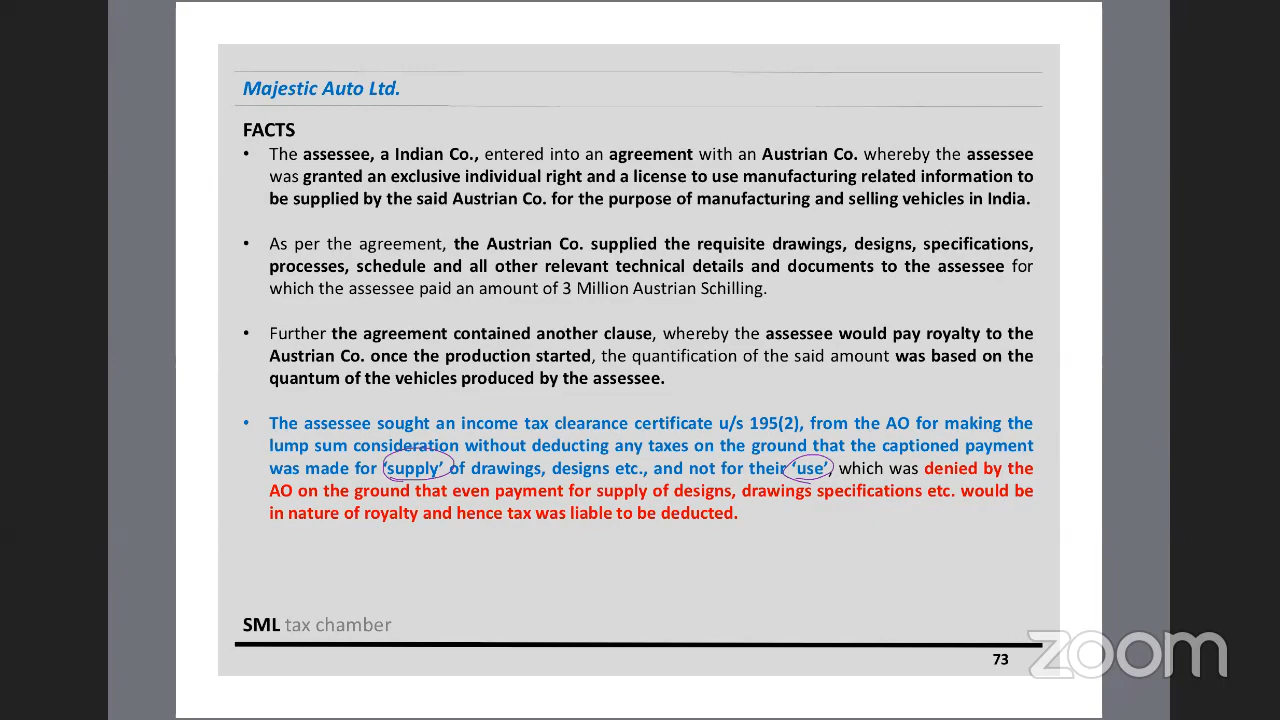 Majestic Auto Ltd.
FACTS
• The assessee, a Indian Co., entered into an agreement with an Austrian Co. whereby the assessee
was granted an exclusive individual right and a license to use manufacturing related information to
be supplied by the said Austrian Co. for the purpose of manufacturing and selling vehicles in India.
• As per the agreement, the Austrian Co. supplied the requisite drawings, designs, specifications,
processes, schedule and all other relevant technical details and documents to the assessee for
which the assessee paid an amount of 3 Million Austrian Schilling.
• Further the agreement contained another clause, whereby the assessee would pay royalty to the
Austrian Co. once the production started, the quantification of the said amount was based on the
quantum of the vehicles produced by the assessee.
• The assessee sought an income tax clearance certificate u/s 195(2), from the AO for making the
lump sum consideration without deducting any taxes on the ground that the captioned payment
was made for ‘supply’ of drawings, designs etc., and not for their ‘use’, which was denied by the
AO on the ground that even payment for supply of designs, drawings specifications etc. would be
in nature of royalty and hence tax was liable to be deducted.
SML tax chamber
73
zoom